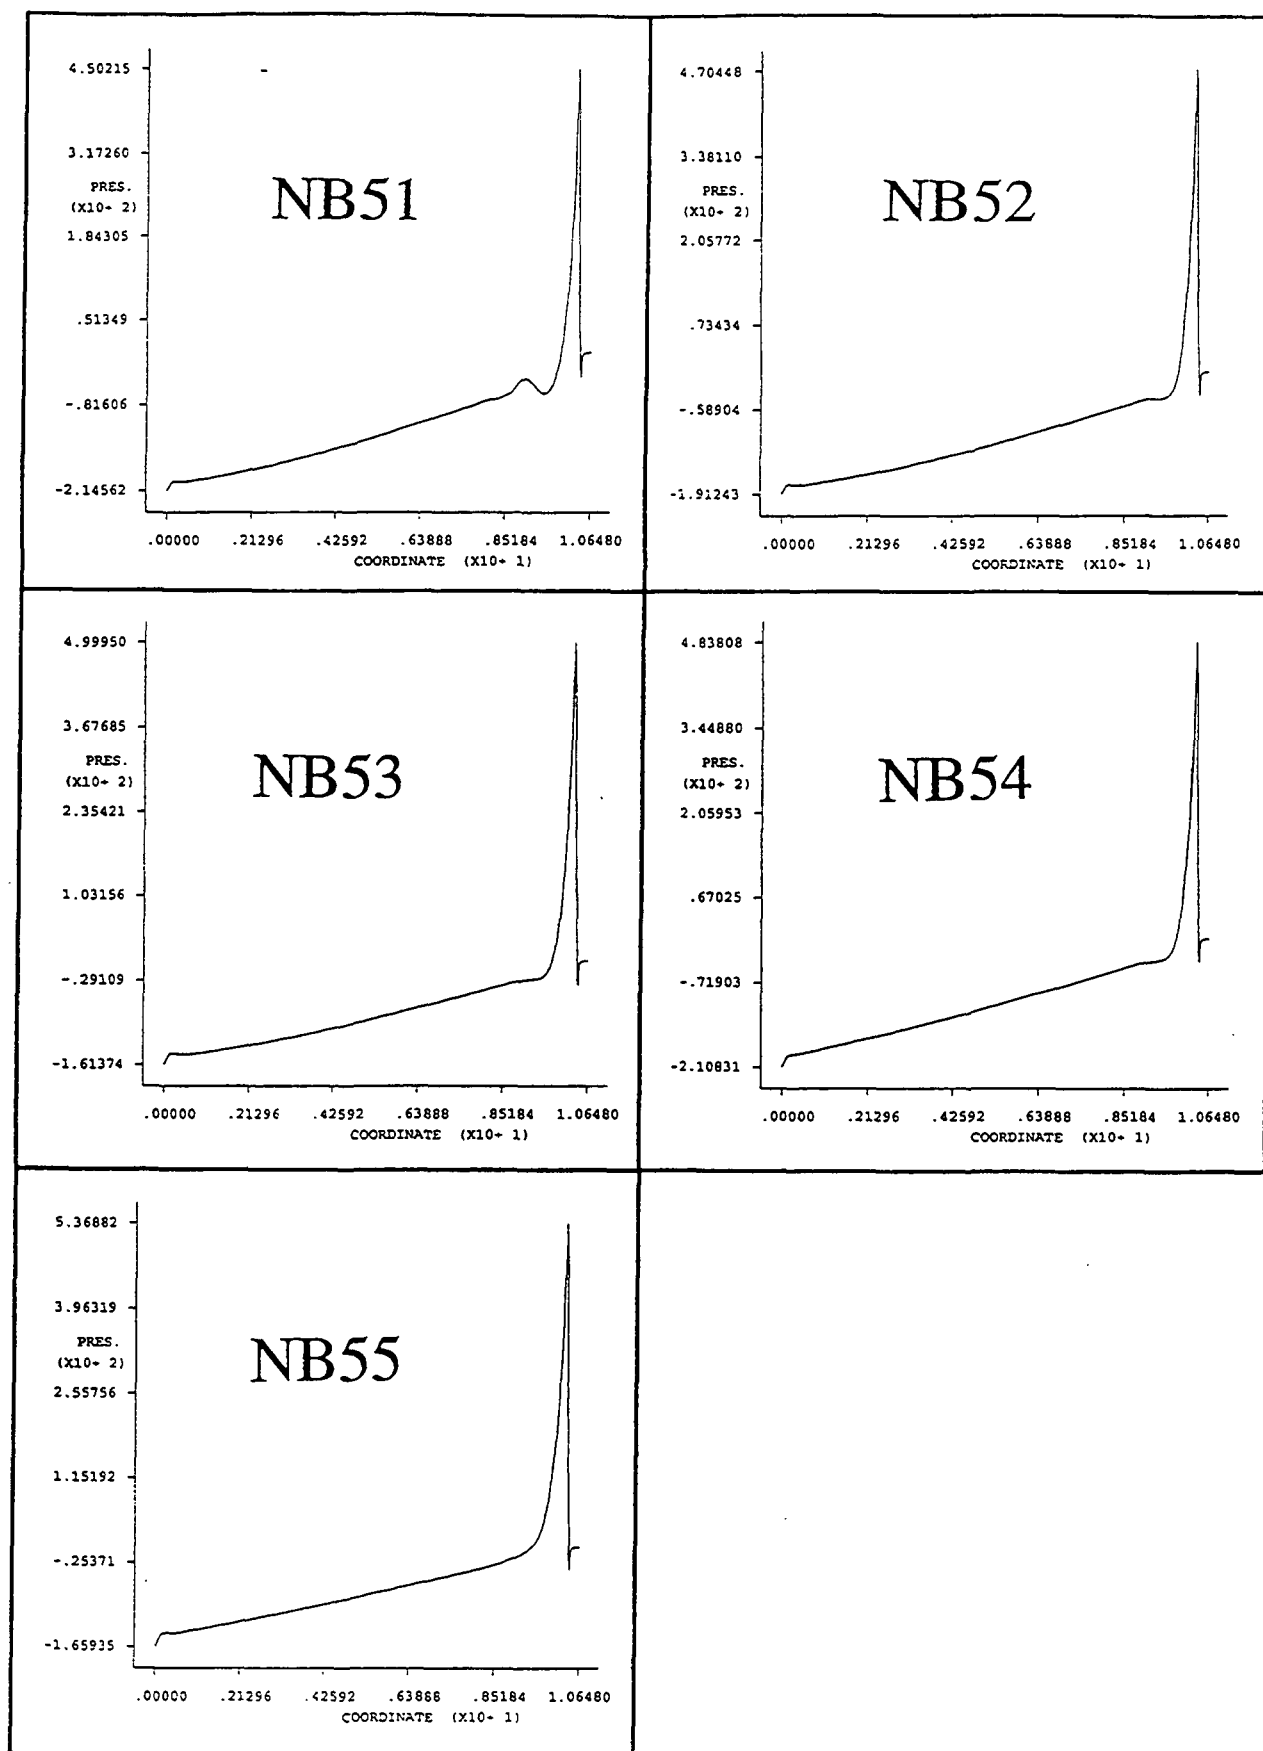 4.50215
3.17260
PRES.
(X10+ 2)
1.84305
.51349
-.81606
-2.14562
NB51
.00000 .21296 .42592 .63888 .85184 1.06480
COORDINATE (X10+ 1)
4.70448
3.38110
PRES.
(X10+ 2)
2.05772
.73434
-.58904
-1.91243
NB52
.00000 .21296 .42592 .63888 .85184 1.06480
COORDINATE (X10+ 1)
4.99950
3.67685
PRES.
(X10+ 2)
2.35421
1.03156
-.29109
-1.61374
NB53
.00000 .21296 .42592 .63888 .85184 1.06480
COORDINATE (X10+ 1)
4.83808
3.44880
PRES.
(X10+ 2)
2.05953
.67025
-.71903
-2.10831
NB54
.00000 .21296 .42592 .63888 .85184 1.06480
COORDINATE (X10+ 1)
5.36882
3.96319
PRES.
(X10+ 2)
2.55756
1.15192
-.25371
-1.65935
NB55
.00000 .21296 .42592 .63888 .85184 1.06480
COORDINATE (X10+ 1)